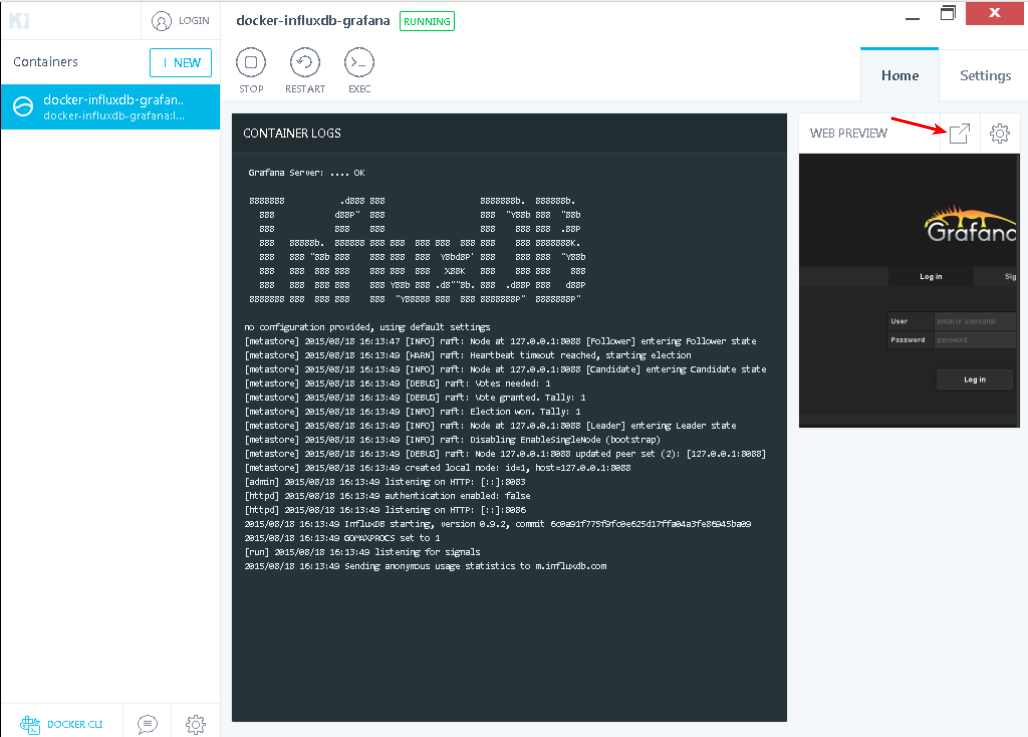 LOGIN
docker-influxdb-grafana RUNNING
Containers
NEW
STOP RESTART EXEC
Home Settings
docker-influxdb-grafan..
docker-influxdb-grafana:l...
CONTAINER LOGS
WEB PREVIEW
Grafana Server: .... OK
no configuration provided, using default settings
[metastore] 2015/08/18 16:13:47 [INFO] raft: Node at 127.0.0.1:8088 [Follower] entering Follower state
[metastore] 2015/08/18 16:13:49 [WARN] raft: Heartbeat timeout reached, starting election
[metastore] 2015/08/18 16:13:49 [INFO] raft: Node at 127.0.0.1:8088 [Candidate] entering Candidate state
[metastore] 2015/08/18 16:13:49 [DEBUG] raft: Votes needed: 1
[metastore] 2015/08/18 16:13:49 [DEBUG] raft: Vote granted. Tally: 1
[metastore] 2015/08/18 16:13:49 [INFO] raft: Election won. Tally: 1
[metastore] 2015/08/18 16:13:49 [INFO] raft: Node at 127.0.0.1:8088 [Leader] entering Leader state
[metastore] 2015/08/18 16:13:49 [INFO] raft: Disabling EnableSingleNode (bootstrap)
[metastore] 2015/08/18 16:13:49 [DEBUG] raft: Node 127.0.0.1:8088 updated peer set (2): [127.0.0.1:8088]
[metastore] 2015/08/18 16:13:49 created local node: id=1, host=127.0.0.1:8088
[admin] 2015/08/18 16:13:49 listening on HTTP: [::]:8083
[httpd] 2015/08/18 16:13:49 authentication enabled: false
[httpd] 2015/08/18 16:13:49 listening on HTTP: [::]:8086
2015/08/18 16:13:49 InfluxDB starting, version 0.9.2, commit 6c0a91f775f9fc0e625d17ffa04a3fe86945ba09
2015/08/18 16:13:49 GOMAXPROCS set to 1
[run] 2015/08/18 16:13:49 listening for signals
2015/08/18 16:13:49 Sending anonymous usage statistics to m.influxdb.com
Grafana
Log in Sig
User email or username
Password password
Log in
DOCKER CLI